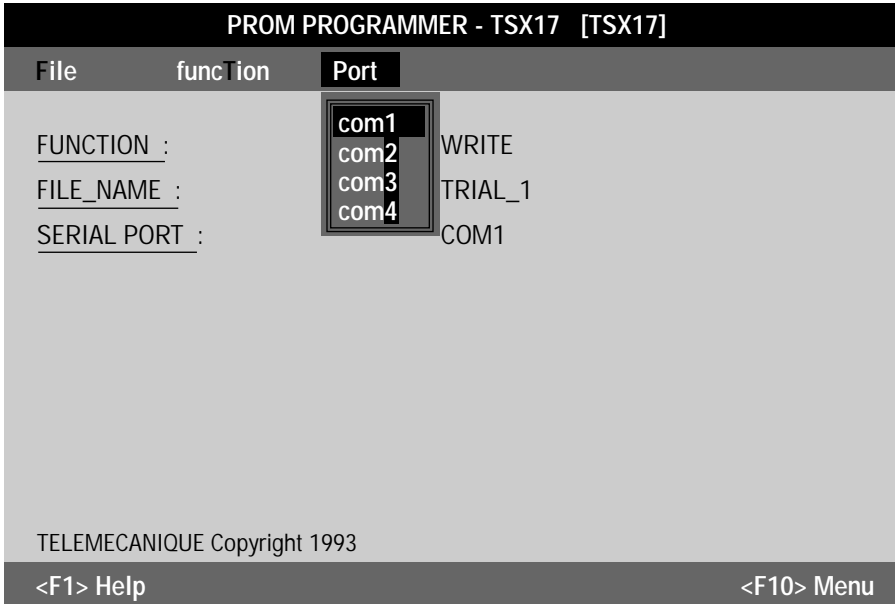 PROM PROGRAMMER - TSX17 [TSX17]
File funcTion Port
com1
com2
com3
com4
FUNCTION : WRITE
FILE_NAME : TRIAL_1
SERIAL PORT : COM1
TELEMECANIQUE Copyright 1993
<F1> Help <F10> Menu